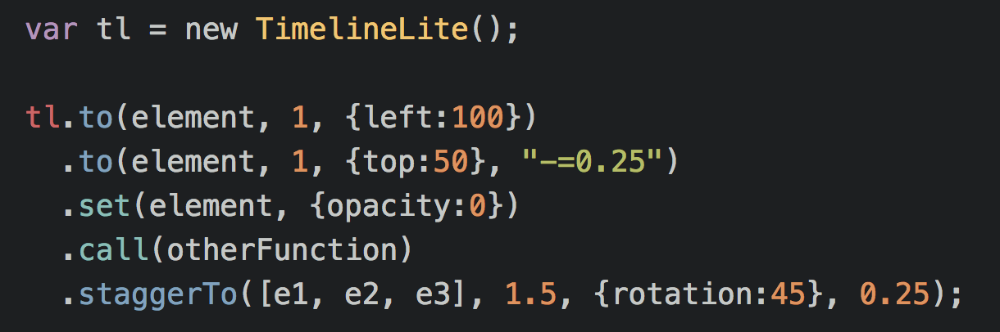 var tl = new TimelineLite();
tl.to(element, 1, {left:100})
.to(element, 1, {top:50}, "-=0.25")
.set(element, {opacity:0})
.call(otherFunction)
.staggerTo([e1, e2, e3], 1.5, {rotation:45}, 0.25);